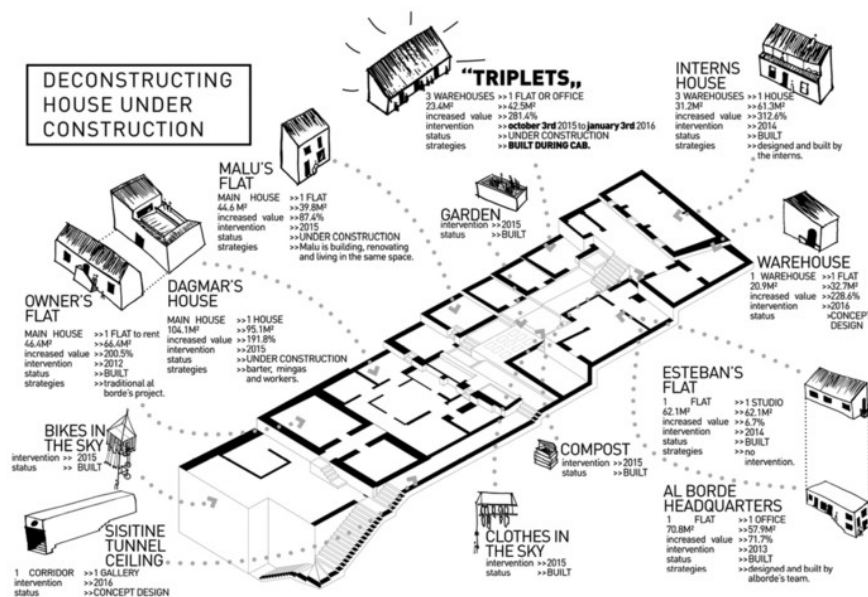 DECONSTRUCTING
HOUSE UNDER
CONSTRUCTION
“TRIPLETS„
3 WAREHOUSES >>1 FLAT OR OFFICE
23.4M² >>42.5M²
increased value >>281.4%
intervention >>october 3rd 2015 to january 3rd 2016
status >>UNDER CONSTRUCTION
strategies >>BUILT DURING CAB.
INTERNS
HOUSE
3 WAREHOUSES >>1 HOUSE
31.2M² >>61.3M²
increased value >>312.6%
intervention >>2014
status >>BUILT
strategies >>designed and built by
the interns.
MALU'S
FLAT
MAIN HOUSE >>1 FLAT
44.6 M² >>39.8M²
increased value >>87.4%
intervention >>2015
status >>UNDER CONSTRUCTION
strategies >>Malu is building, renovating
and living in the same space.
GARDEN
intervention >>2015
status >>BUILT
WAREHOUSE
1 WAREHOUSE >>1 FLAT
20.9M² >>32.7M²
increased value >>228.6%
intervention >>2016
status >CONCEPT
DESIGN
OWNER'S
FLAT
MAIN HOUSE >>1 FLAT to rent
46.4M² >>66.4M²
increased value >>200.5%
intervention >>2012
status >>BUILT
strategies >>traditional al
borde's project.
DAGMAR'S
HOUSE
MAIN HOUSE >>1 HOUSE
104.1M² >>95.1M²
increased value >>191.8%
intervention >>2015
status >>UNDER CONSTRUCTION
strategies >>barter, mingas
and workers.
ESTEBAN'S
FLAT
1 FLAT >>1 STUDIO
62.1M² >>62.1M²
increased value >>6.7%
intervention >>2014
status >>BUILT
strategies >>no
intervention.
BIKES IN
THE SKY
intervention >> 2015
status >> BUILT
COMPOST
intervention >>2015
status >>BUILT
AL BORDE
HEADQUARTERS
1 FLAT >>1 OFFICE
70.8M² >>57.9M²
increased value >>71.7%
intervention >>2013
status >>BUILT
strategies >>designed and built by
alborde's team.
SISITINE
TUNNEL
CEILING
1 CORRIDOR >>1 GALLERY
intervention >>2016
status >>CONCEPT DESIGN
CLOTHES IN
THE SKY
intervention >>2015
status >>BUILT